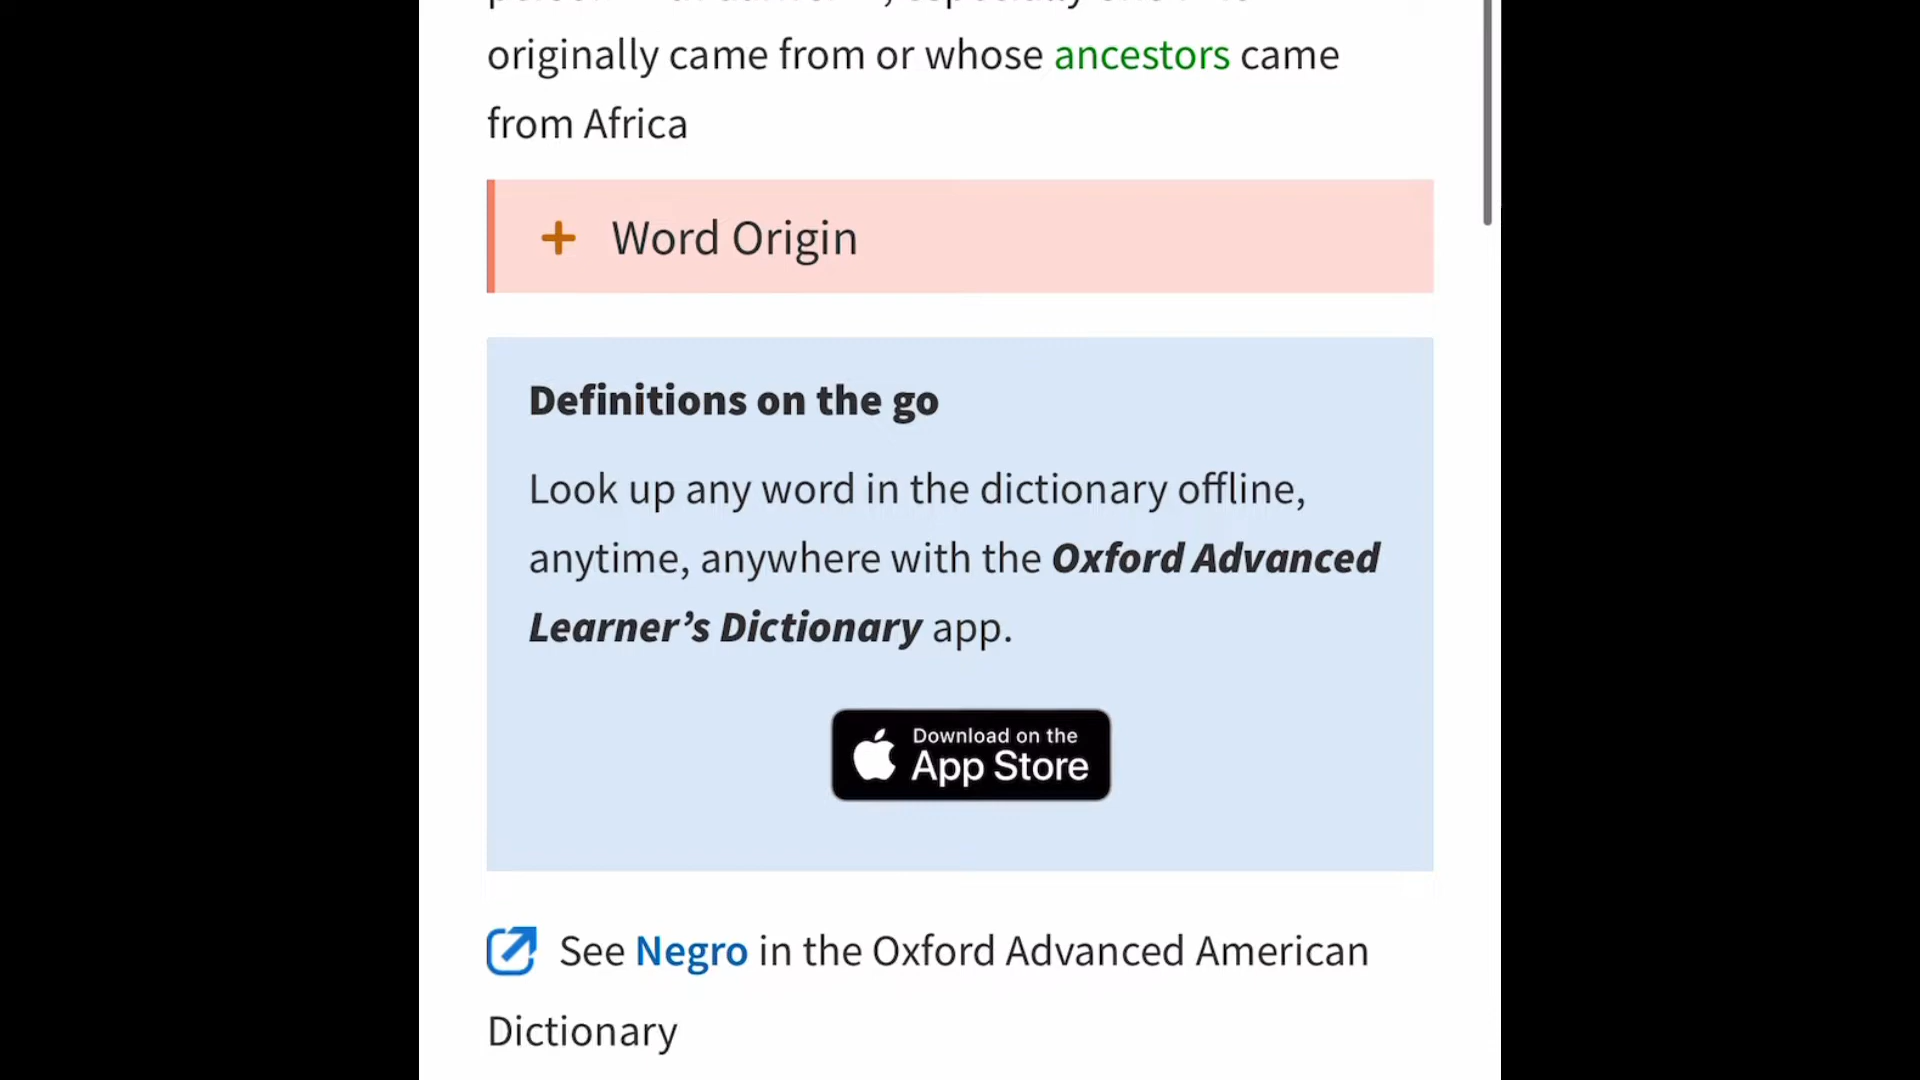 originally came from or whose ancestors came
from Africa
+ Word Origin
Definitions on the go
Look up any word in the dictionary offline,
anytime, anywhere with the Oxford Advanced
Learner’s Dictionary app.
Download on the
App Store
See Negro in the Oxford Advanced American
Dictionary